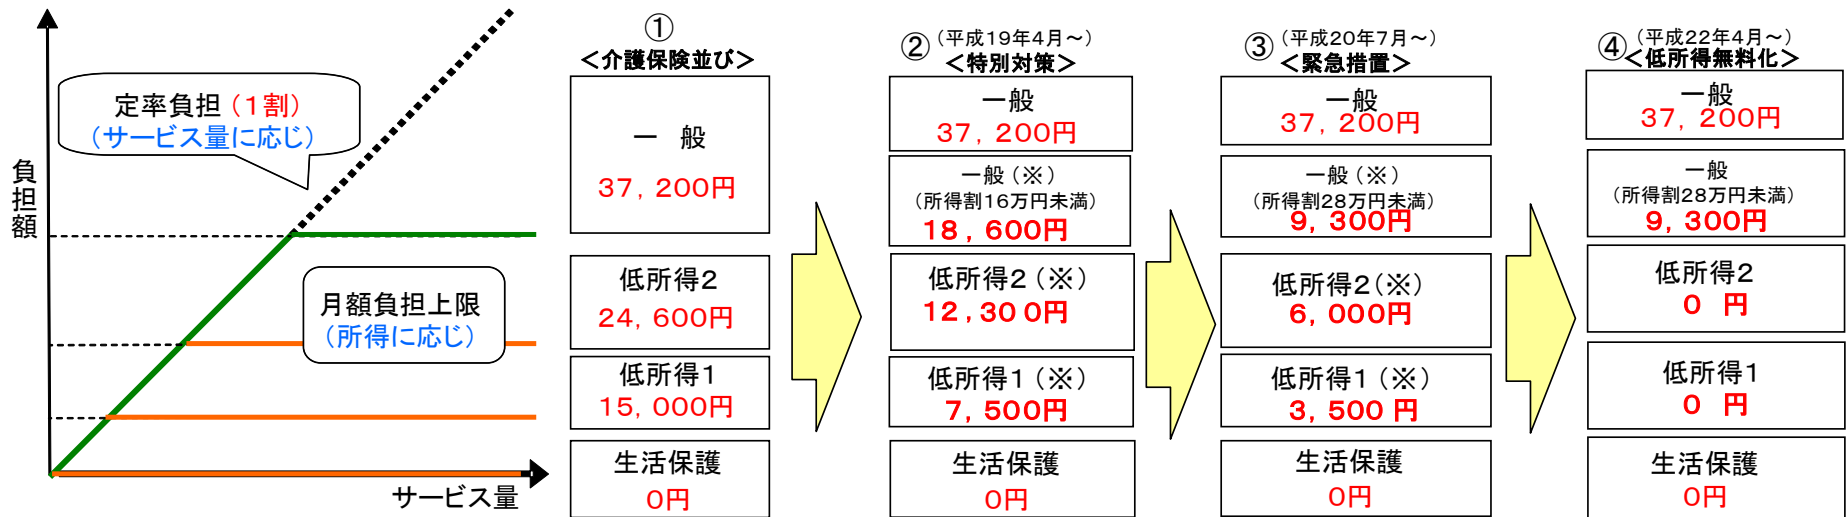 負担額
定率負担（１割）
（サービス量に応じ）
月額負担上限
（所得に応じ）
サービス量
①
＜介護保険並び＞
一　般
37,200円
低所得2
24,600円
低所得1
15,000円
生活保護
0円
②（平成19年4月～）
＜特別対策＞
一般
37,200円
一般（※）
（所得割16万円未満）
18,600円
低所得2（※）
12,300円
低所得1（※）
7,500円
生活保護
0円
③（平成20年7月～）
＜緊急措置＞
一般
37,200円
一般（※）
（所得割28万円未満）
9,300円
低所得2（※）
6,000円
低所得1（※）
3,500円
生活保護
0円
④（平成22年4月～）
＜低所得無料化＞
一般
37,200円
一般
（所得割28万円未満）
9,300円
低所得2
0　円
低所得1
0　円
生活保護
0円